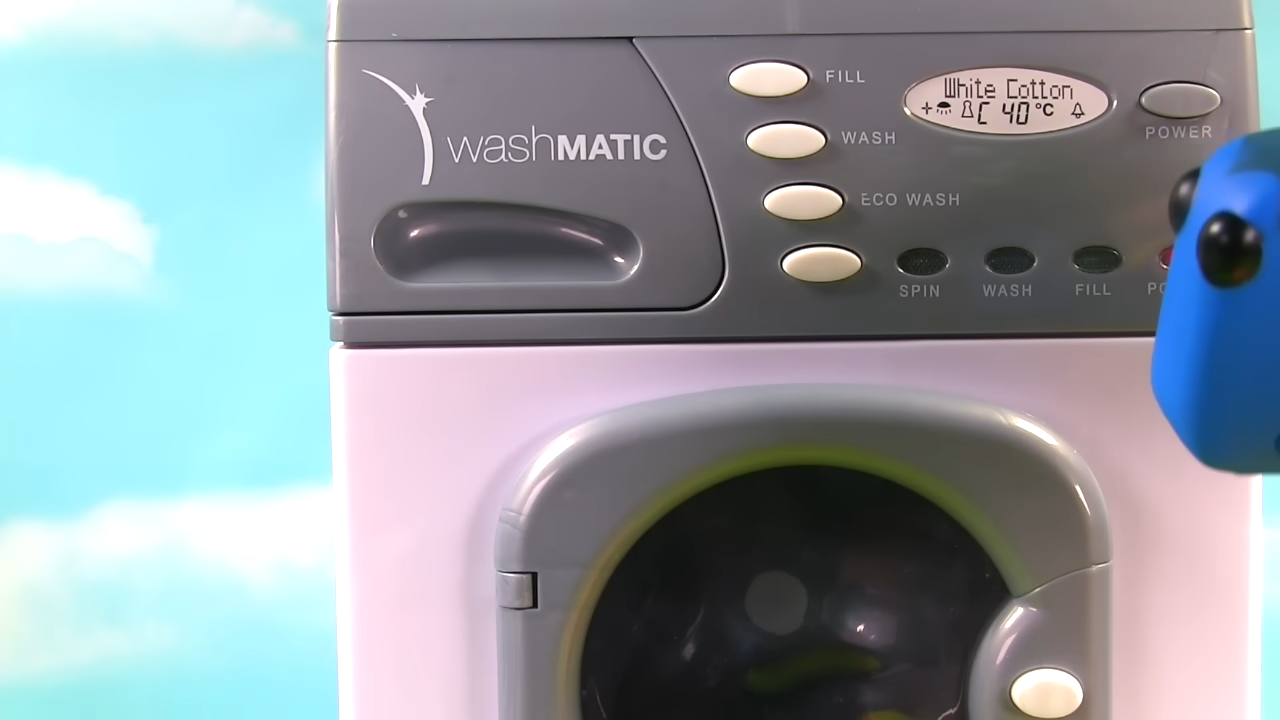 washMATIC
FILL
WASH
ECO WASH
White Cotton
C 40°C
POWER
SPIN
WASH
FILL